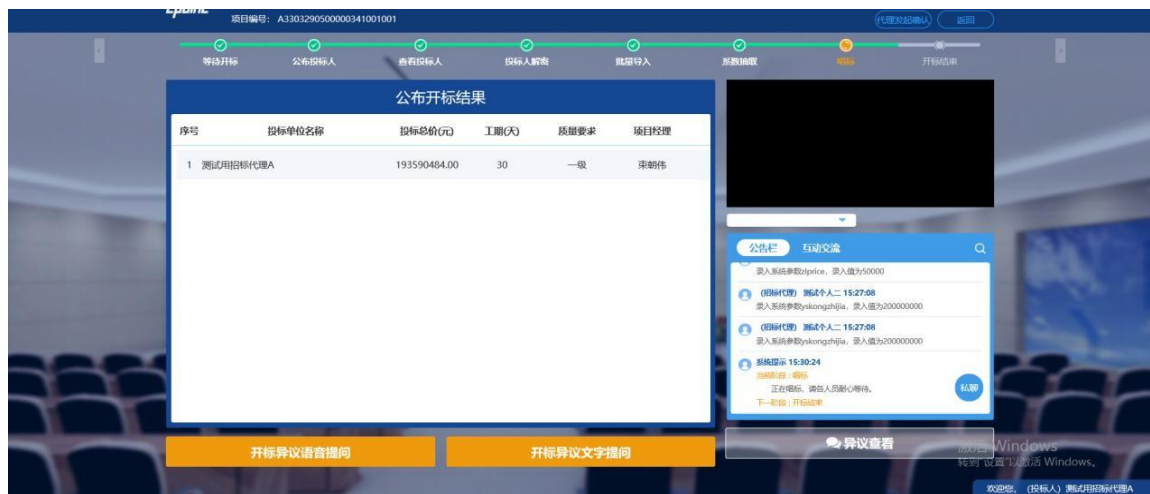 项目编号: A3303290500000341001001
代理发起确认 返回
等待开标 公布投标人 查看投标人 投标人解密 批量导入 系数抽取 唱标 开标结束
公布开标结果
序号 投标单位名称 投标总价(元) 工期(天) 质量要求 项目经理
1 测试用招标代理A 193590484.00 30 一级 束朝伟
公告栏 互动交流
录入系统参数zlprice, 录入值为50000
(招标代理) 测试个人二 15:27:08
录入系统参数yskongzhijia, 录入值为200000000
(招标代理) 测试个人二 15:27:08
录入系统参数yskongzhijia, 录入值为200000000
系统提示 15:30:24
当前阶段 : 唱标
正在唱标, 请各人员耐心等待。
下一阶段 : 开标结束
私聊
开标异议语音提问 开标异议文字提问 异议查看
激活 Windows
转到"设置"以激活 Windows。
欢迎您, (投标人) 测试用招标代理A